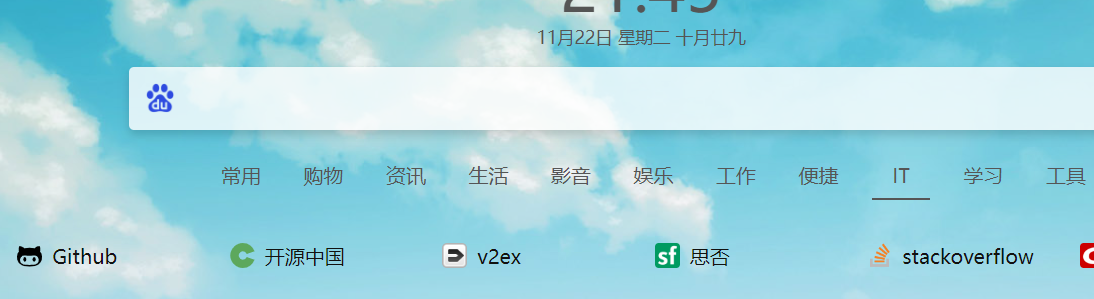 21:45
11月22日 星期二 十月廿九
du
常用 购物 资讯 生活 影音 娱乐 工作 便捷 IT 学习 工具
Github 开源中国 v2ex sf 思否 stackoverflow